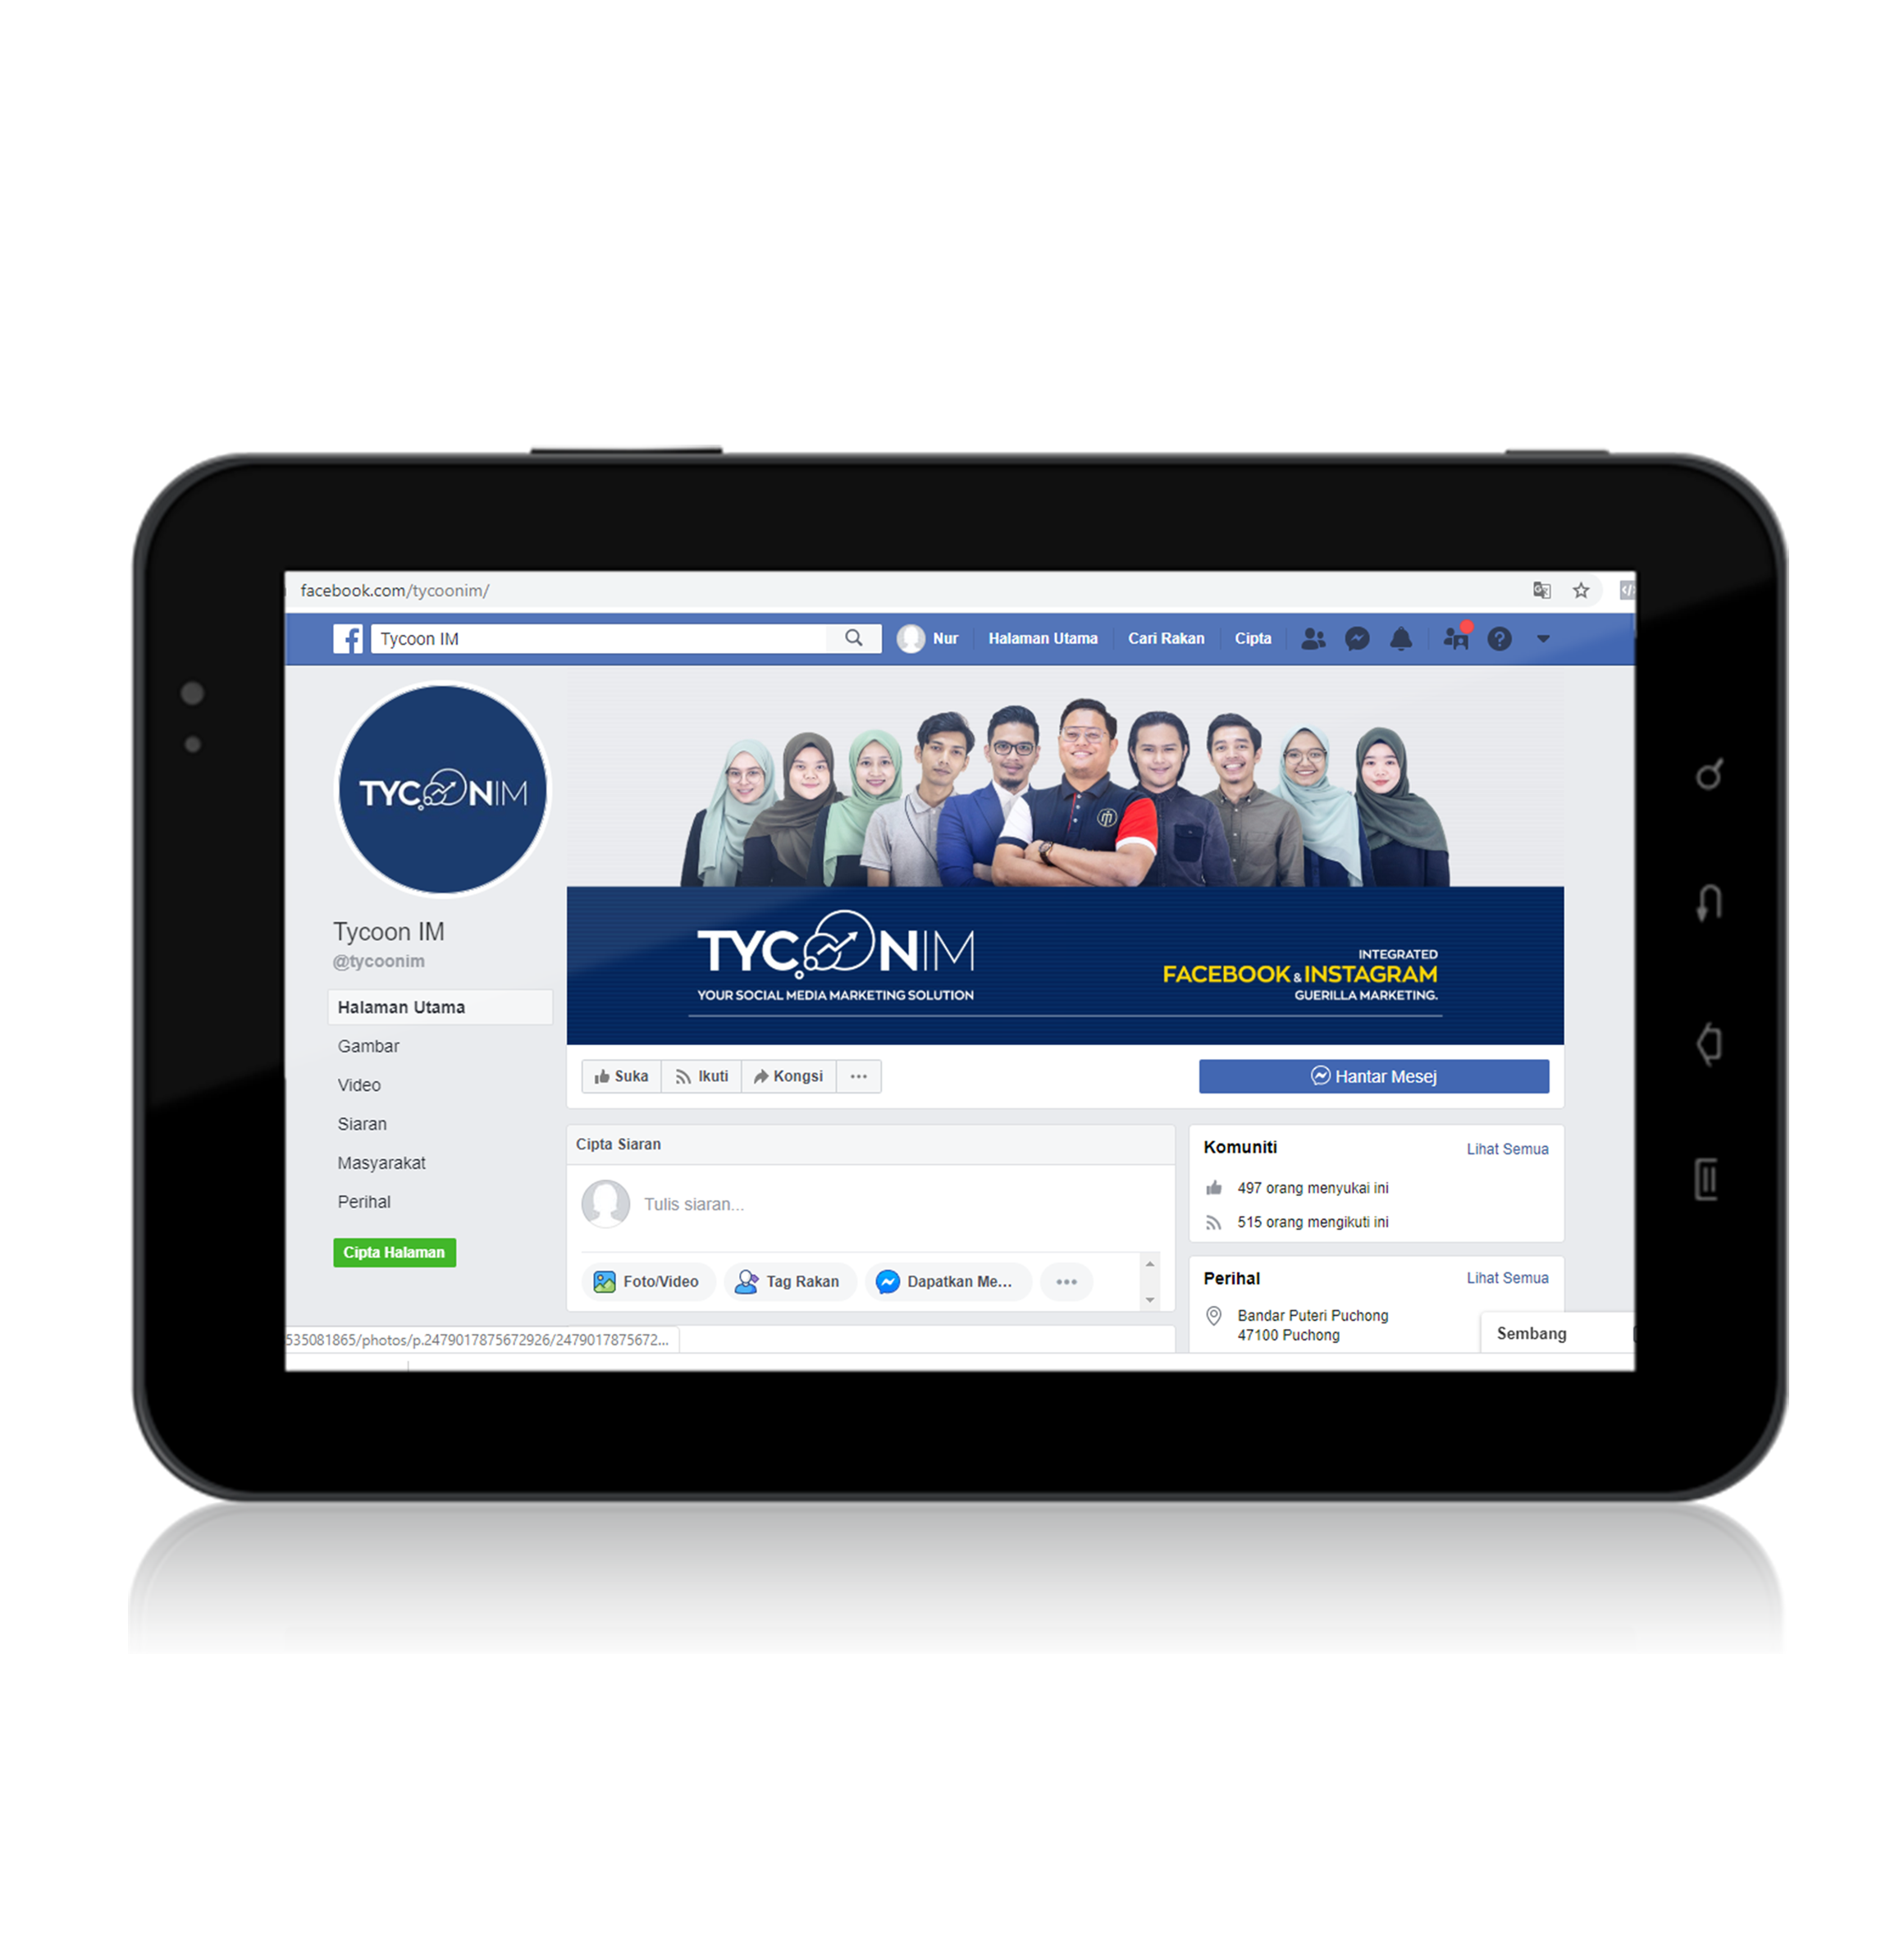 facebook.com/tycoonim/
Tycoon IM
Nur
Halaman Utama
Cari Rakan
Cipta
TYCOONIM
Tycoon IM
@tycoonim
Halaman Utama
Gambar
Video
Siaran
Masyarakat
Perihal
Cipta Halaman
TYCOONIM
YOUR SOCIAL MEDIA MARKETING SOLUTION
INTEGRATED
FACEBOOK & INSTAGRAM
GUERILLA MARKETING.
Suka
Ikuti
Kongsi
Hantar Mesej
Cipta Siaran
Tulis siaran...
Foto/Video
Tag Rakan
Dapatkan Me...
Komuniti
Lihat Semua
497 orang menyukai ini
515 orang mengikuti ini
Perihal
Lihat Semua
Bandar Puteri Puchong
47100 Puchong
Sembang
535081865/photos/p.2479017875672926/2479017875672...